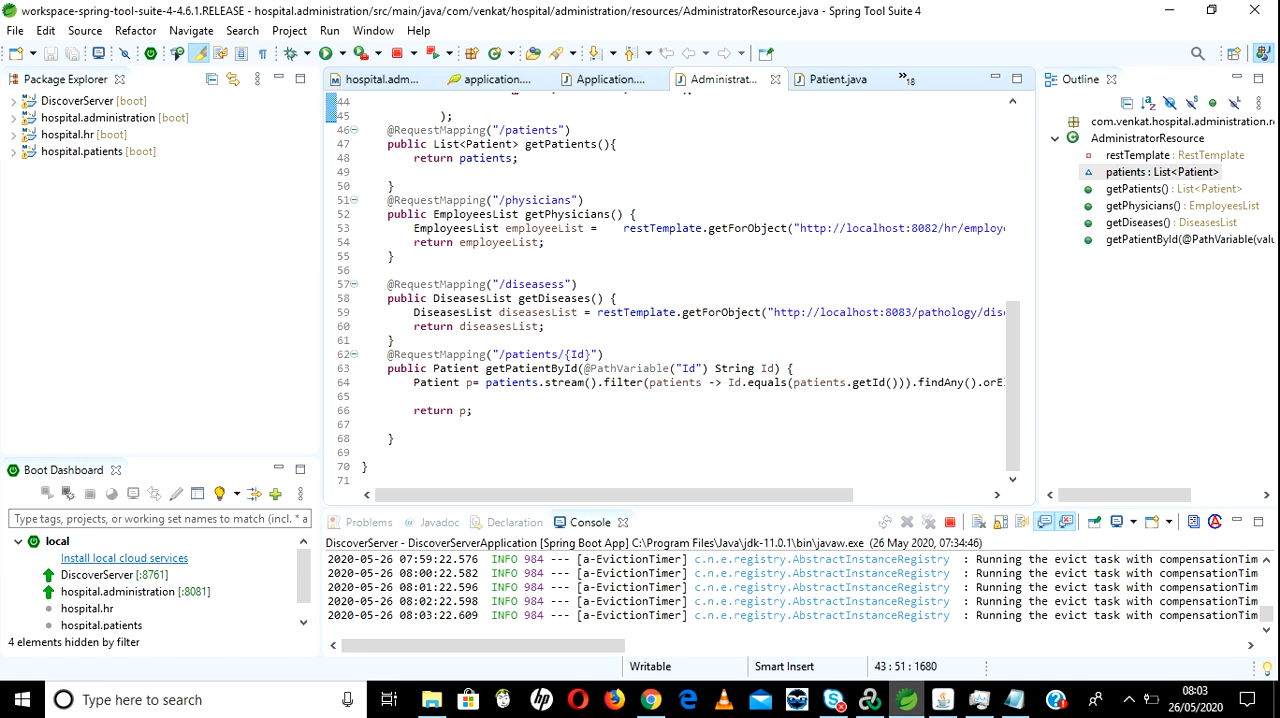 workspace-spring-tool-suite-4-4.6.1.RELEASE - hospital.administration/src/main/java/com/venkat/hospital/administration/resources/AdministratorResource.java - Spring Tool Suite 4
File Edit Source Refactor Navigate Search Project Run Window Help
Package Explorer
DiscoverServer [boot]
hospital.administration [boot]
hospital.hr [boot]
hospital.patients [boot]
hospital.adm... application.... Application.... Administrat... Patient.java »18
44
45 );
46 @RequestMapping("/patients")
47 public List<Patient> getPatients(){
48 return patients;
49
50 }
51 @RequestMapping("/physicians")
52 public EmployeesList getPhysicians() {
53 EmployeesList employeeList = restTemplate.getForObject("http://localhost:8082/hr/employ
54 return employeeList;
55 }
56
57 @RequestMapping("/diseasess")
58 public DiseasesList getDiseases() {
59 DiseasesList diseasesList = restTemplate.getForObject("http://localhost:8083/pathology/dis
60 return diseasesList;
61 }
62 @RequestMapping("/patients/{Id}")
63 public Patient getPatientById(@PathVariable("Id") String Id) {
64 Patient p= patients.stream().filter(patients -> Id.equals(patients.getId())).findAny().orEl
65
66 return p;
67
68 }
69
70 }
71
Outline
com.venkat.hospital.administration.re
AdministratorResource
restTemplate : RestTemplate
patients : List<Patient>
getPatients() : List<Patient>
getPhysicians() : EmployeesList
getDiseases() : DiseasesList
getPatientById(@PathVariable(valu
Boot Dashboard
Type tags, projects, or working set names to match (incl. * a
local
Install local cloud services
DiscoverServer [:8761]
hospital.administration [:8081]
hospital.hr
hospital.patients
4 elements hidden by filter
Problems @ Javadoc Declaration Console
DiscoverServer - DiscoverServerApplication [Spring Boot App] C:\Program Files\Java\jdk-11.0.1\bin\javaw.exe (26 May 2020, 07:34:46)
2020-05-26 07:59:22.576 INFO 984 --- [a-EvictionTimer] c.n.e.registry.AbstractInstanceRegistry : Running the evict task with compensationTim
2020-05-26 08:00:22.582 INFO 984 --- [a-EvictionTimer] c.n.e.registry.AbstractInstanceRegistry : Running the evict task with compensationTim
2020-05-26 08:01:22.596 INFO 984 --- [a-EvictionTimer] c.n.e.registry.AbstractInstanceRegistry : Running the evict task with compensationTim
2020-05-26 08:02:22.598 INFO 984 --- [a-EvictionTimer] c.n.e.registry.AbstractInstanceRegistry : Running the evict task with compensationTim
2020-05-26 08:03:22.609 INFO 984 --- [a-EvictionTimer] c.n.e.registry.AbstractInstanceRegistry : Running the evict task with compensationTim
Writable Smart Insert 43 : 51 : 1680
Type here to search
08:03
26/05/2020